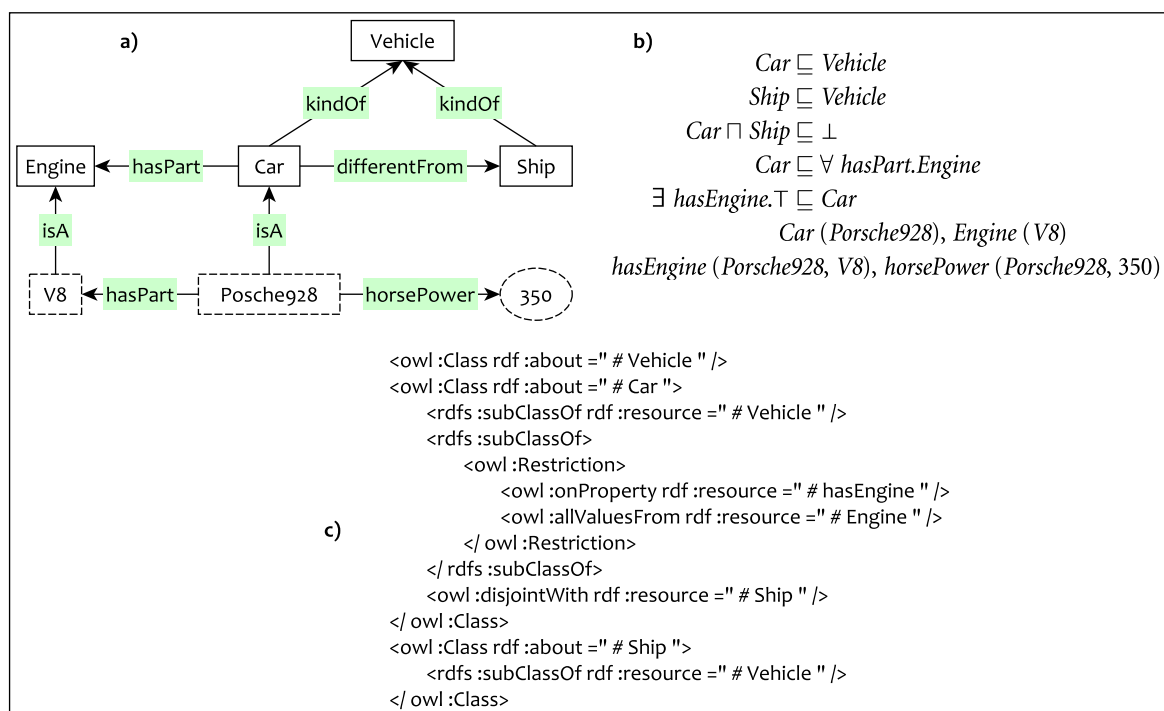 a)
Vehicle
kindOf kindOf
Engine hasPart Car differentFrom Ship
isA isA
V8 hasPart Posche928 horsePower 350
b)
Car ⊑ Vehicle
Ship ⊑ Vehicle
Car ⊓ Ship ⊑ ⊥
Car ⊑ ∀ hasPart.Engine
∃ hasEngine.⊤ ⊑ Car
Car (Porsche928), Engine (V8)
hasEngine (Porsche928, V8), horsePower (Porsche928, 350)
c)
<owl :Class rdf :about =" # Vehicle " />
<owl :Class rdf :about =" # Car ">
<rdfs :subClassOf rdf :resource =" # Vehicle " />
<rdfs :subClassOf>
<owl :Restriction>
<owl :onProperty rdf :resource =" # hasEngine " />
<owl :allValuesFrom rdf :resource =" # Engine " />
</ owl :Restriction>
</ rdfs :subClassOf>
<owl :disjointWith rdf :resource =" # Ship " />
</ owl :Class>
<owl :Class rdf :about =" # Ship ">
<rdfs :subClassOf rdf :resource =" # Vehicle " />
</ owl :Class>